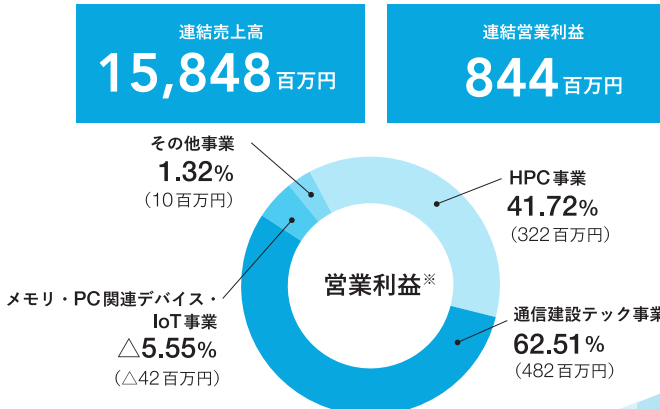 連結売上高
15,848百万円
連結営業利益
844百万円
その他事業
1.32%
(10百万円)
HPC事業
41.72%
(322百万円)
営業利益※
メモリ・PC関連デバイス・
IoT事業
△5.55%
(△42百万円)
通信建設テック事業
62.51%
(482百万円)